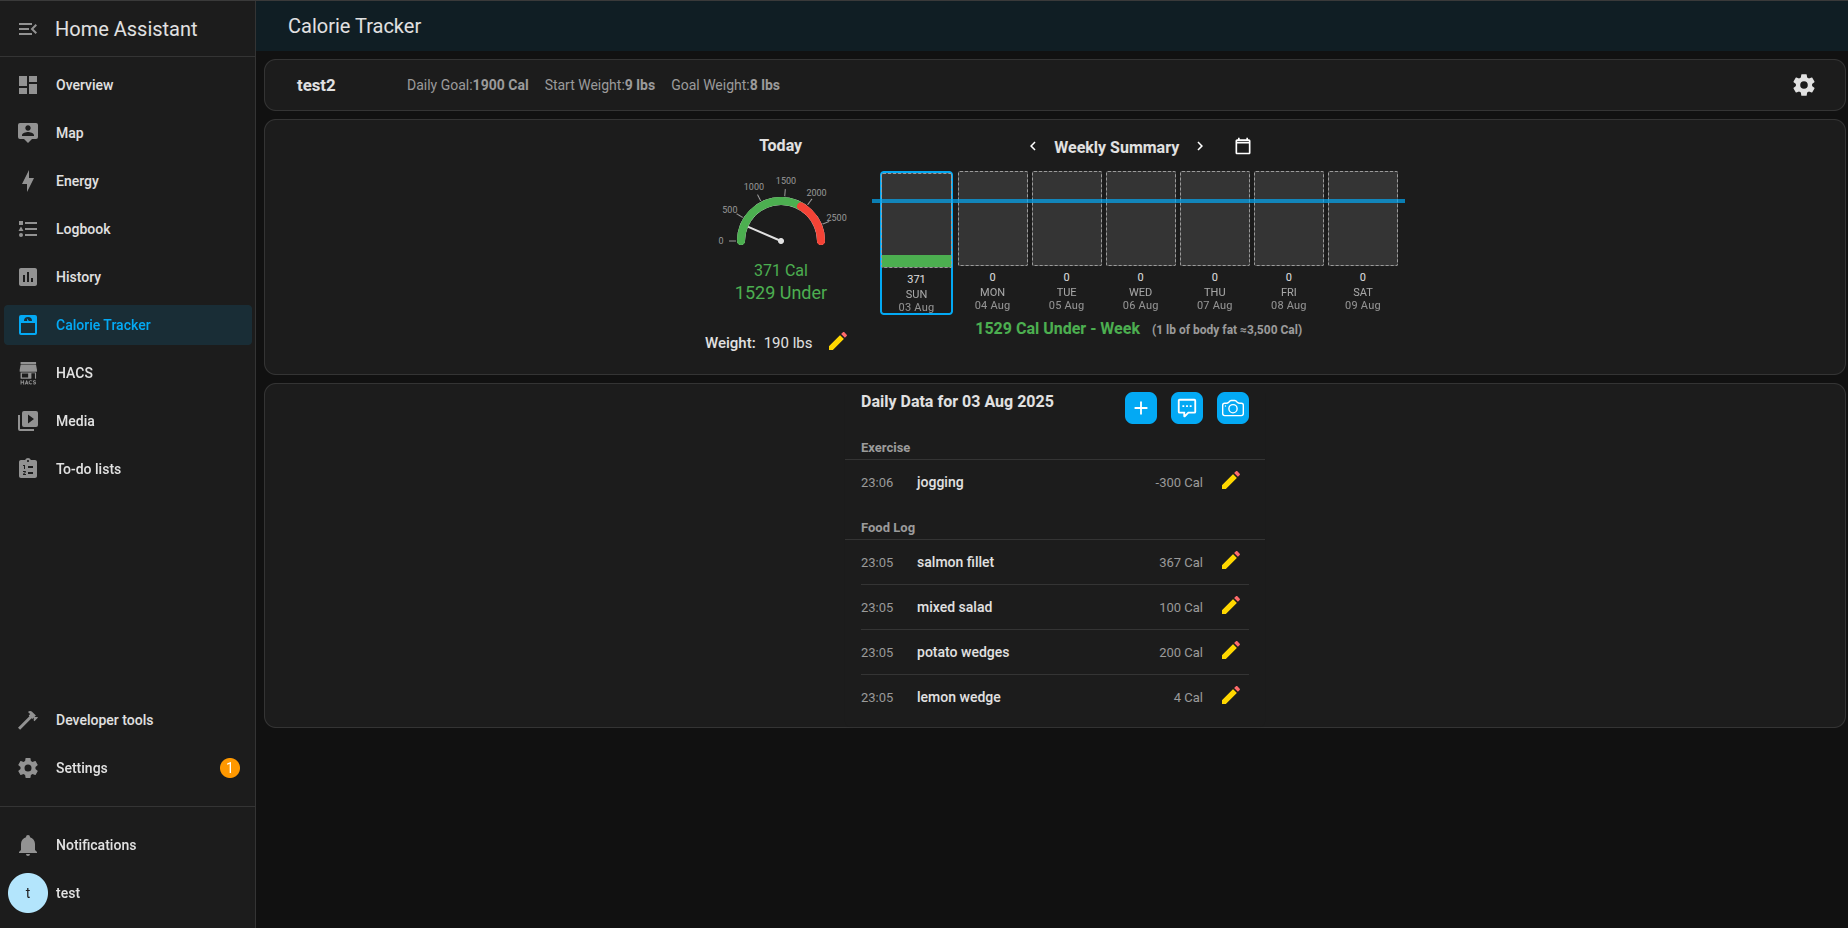 Home Assistant
Overview
Map
Energy
Logbook
History
Calorie Tracker
HACS
HACS
Media
To-do lists
Developer tools
Settings
1
Notifications
t
test
Calorie Tracker
test2
Daily Goal:1900 Cal Start Weight:9 lbs Goal Weight:8 lbs
Today
0
500
1000
1500
2000
2500
371 Cal
1529 Under
Weight: 190 lbs
Weekly Summary
371
SUN
03 Aug
0
MON
04 Aug
0
TUE
05 Aug
0
WED
06 Aug
0
THU
07 Aug
0
FRI
08 Aug
0
SAT
09 Aug
1529 Cal Under - Week (1 lb of body fat ≈3,500 Cal)
Daily Data for 03 Aug 2025
Exercise
23:06 jogging -300 Cal
Food Log
23:05 salmon fillet 367 Cal
23:05 mixed salad 100 Cal
23:05 potato wedges 200 Cal
23:05 lemon wedge 4 Cal